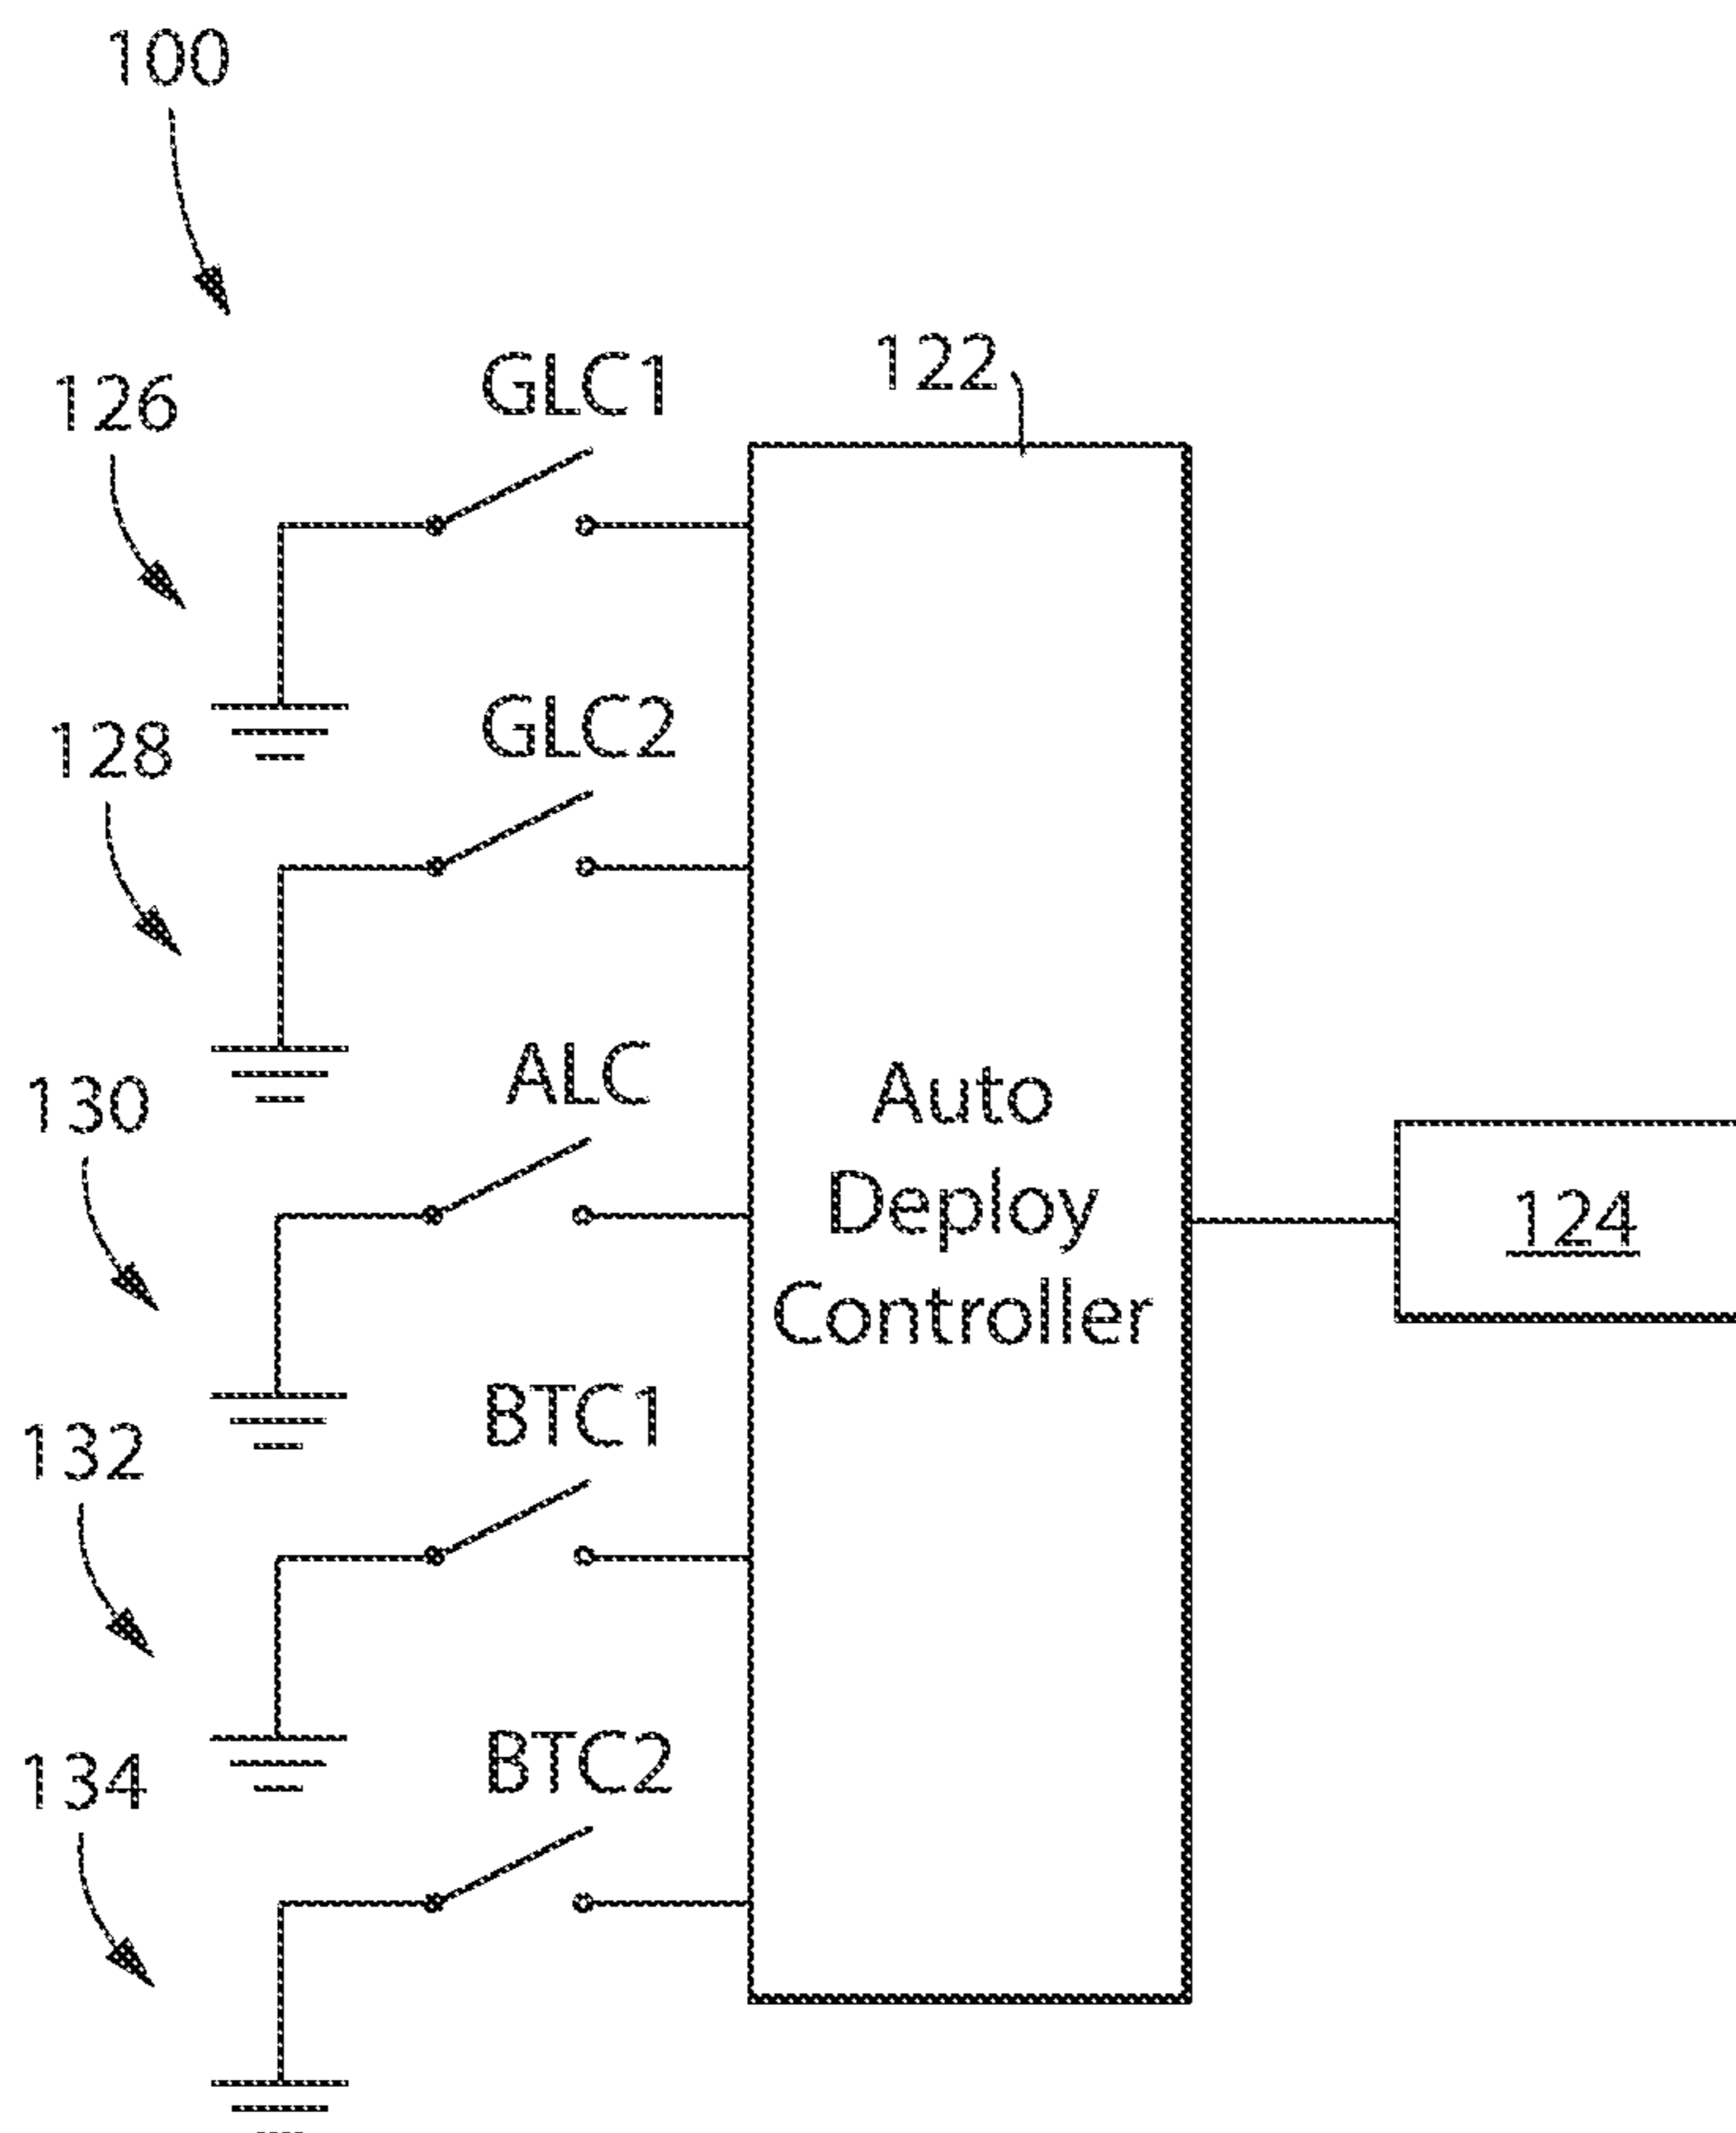 100
GLC1
122
126
GLC2
128
ALC
130
Auto
Deploy
Controller
124
BTC1
132
BTC2
134